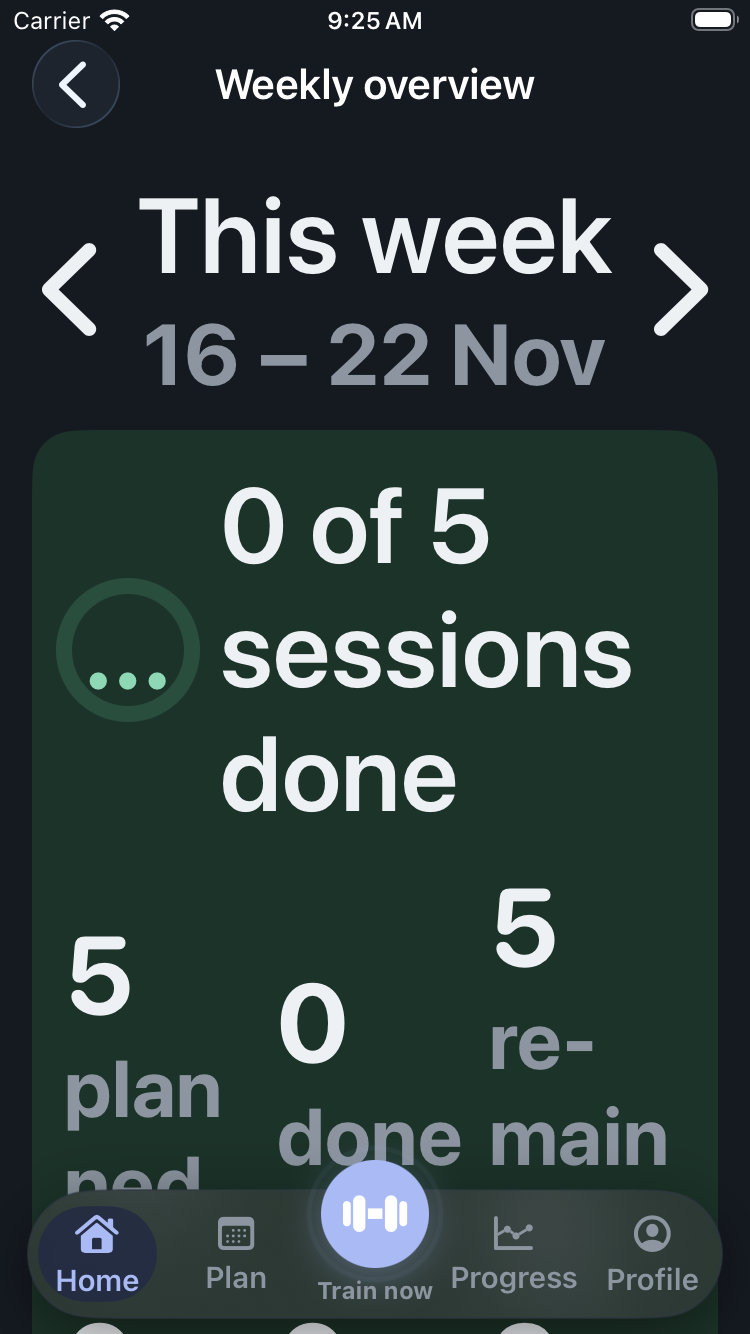 Carrier
9:25 AM
Weekly overview
This week
16 – 22 Nov
0 of 5
sessions
done
...
5
plan
ned
0
done
5
re-
main
Home
Plan
Train now
Progress
Profile